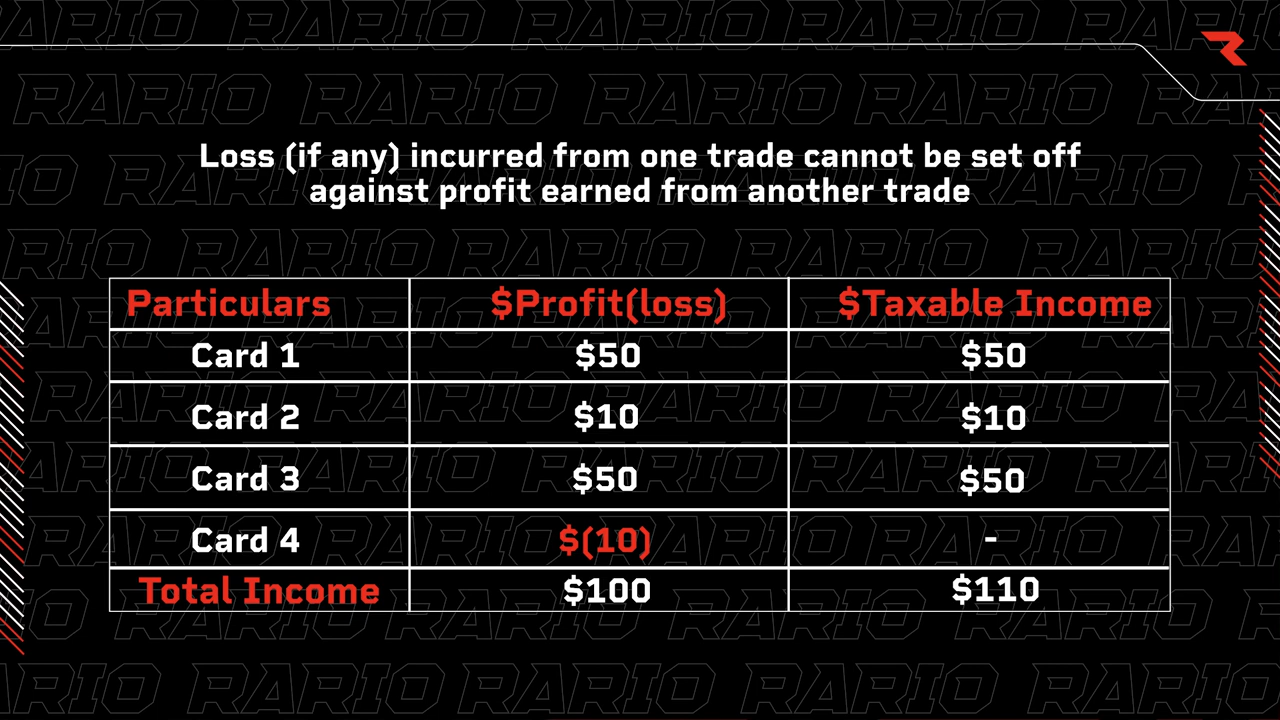 Loss (if any) incurred from one trade cannot be set off
against profit earned from another trade
Particulars $Profit(loss) $Taxable Income
Card 1 $50 $50
Card 2 $10 $10
Card 3 $50 $50
Card 4 $(10) -
Total Income $100 $110
RARIO